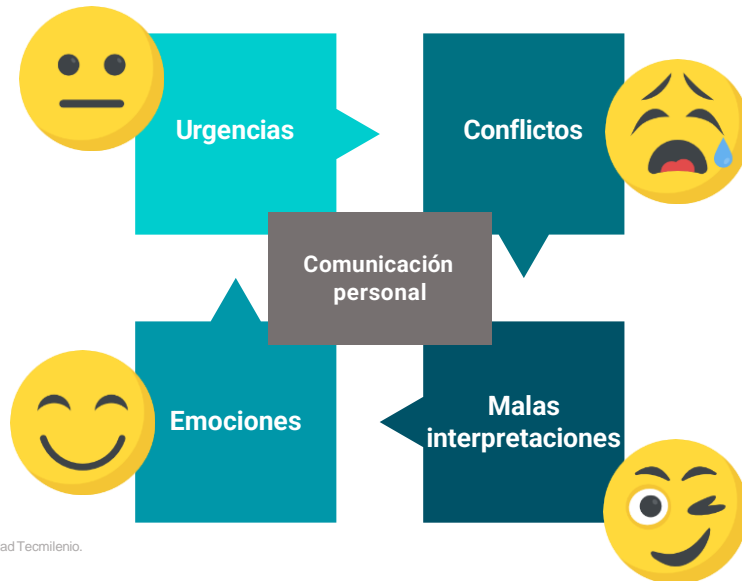 Urgencias
Conflictos
Comunicación
personal
Emociones
Malas
interpretaciones
ad Tecmilenio.